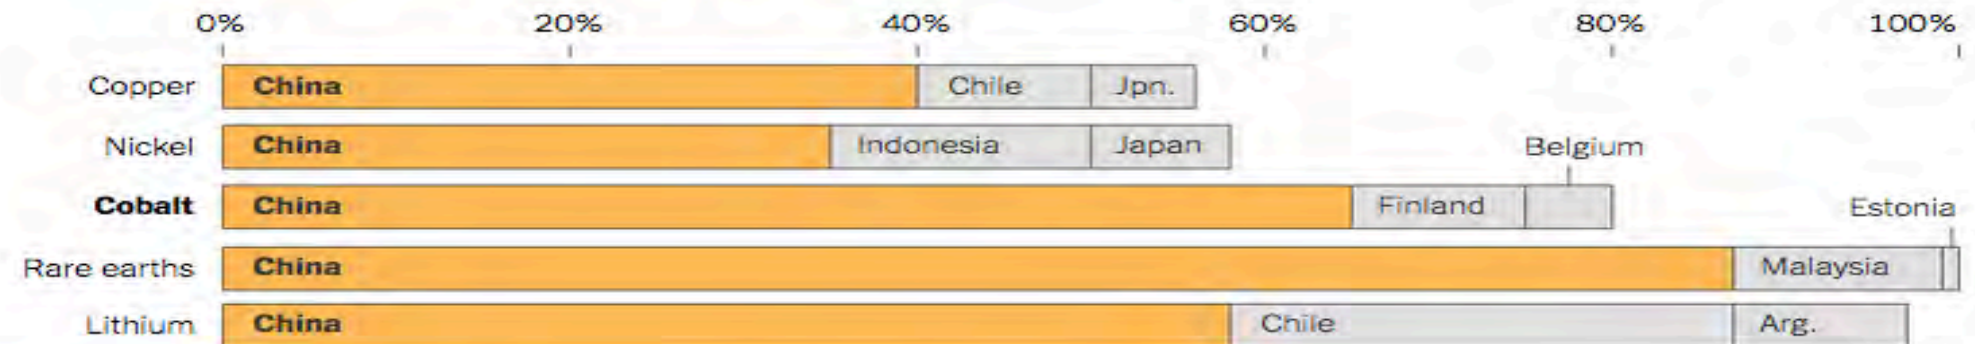 0% 20% 40% 60% 80% 100%
Copper China Chile Jpn.
Nickel China Indonesia Japan
Belgium
Cobalt China Finland
Estonia
Rare earths China Malaysia
Lithium China Chile Arg.